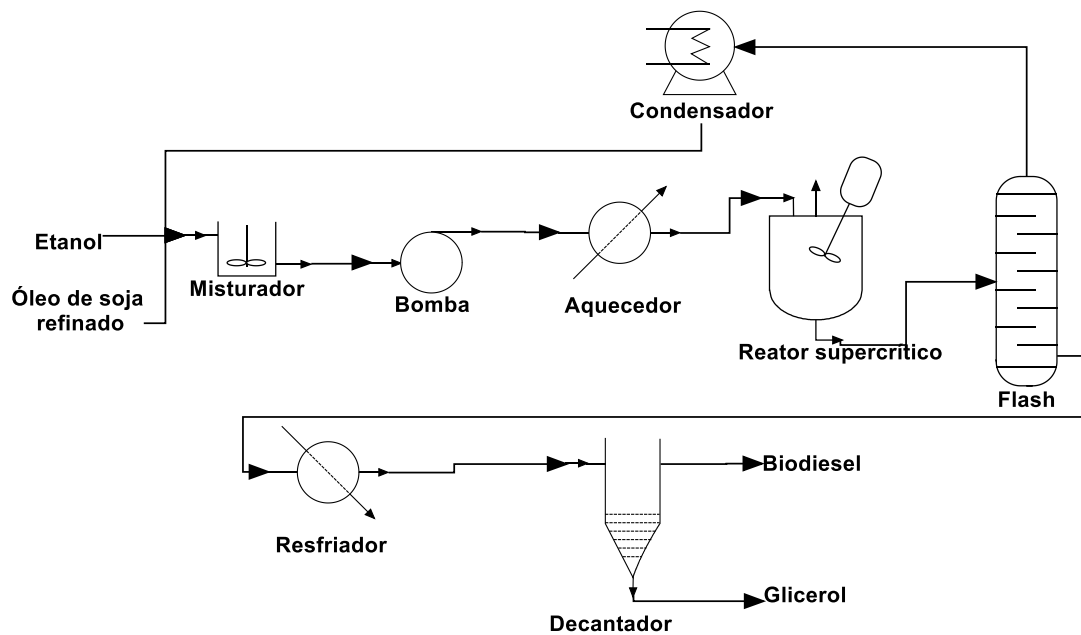 Condensador
Etanol
Misturador
Óleo de soja
refinado
Bomba
Aquecedor
Reator supercrítico
Flash
Biodiesel
Resfriador
Glicerol
Decantador